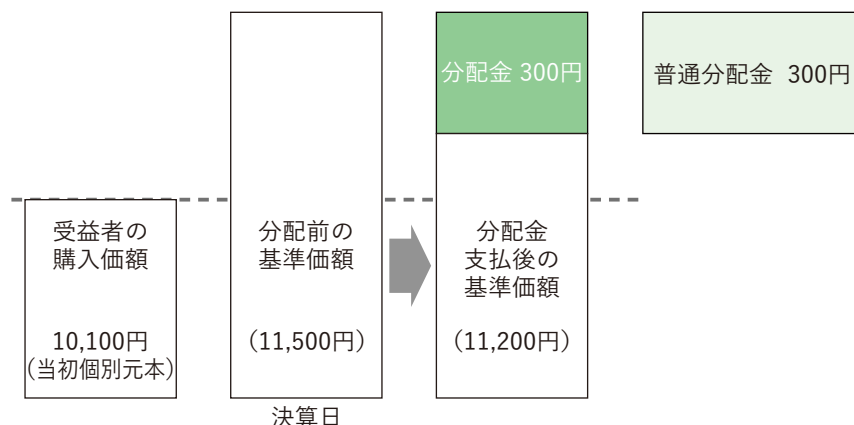 分配金 300円
普通分配金 300円
受益者の
購入価額
10,100円
（当初個別元本）
分配前の
基準価額
（11,500円）
決算日
分配金
支払後の
基準価額
（11,200円）